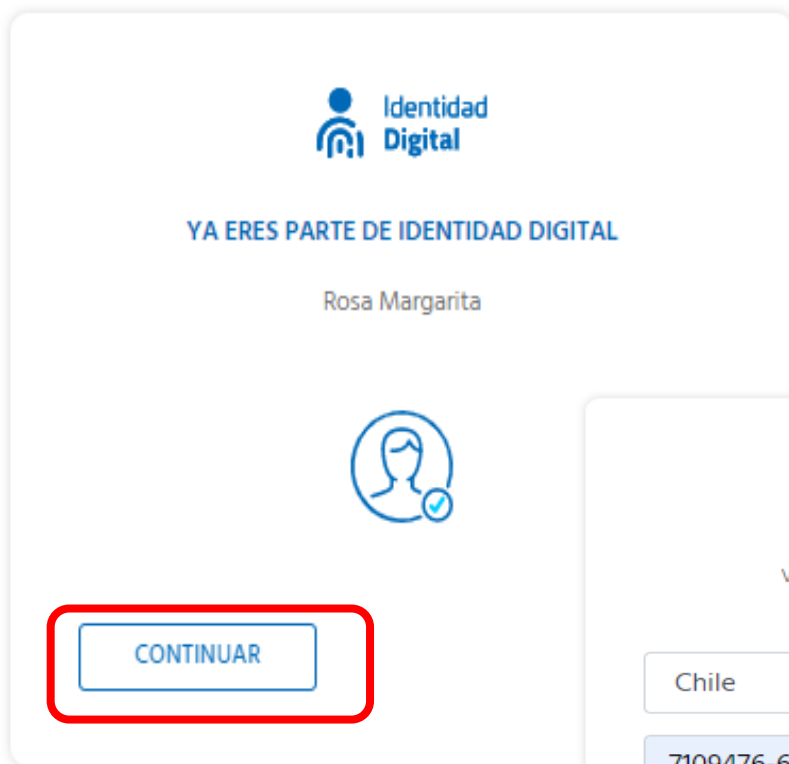 Identidad
Digital
YA ERES PARTE DE IDENTIDAD DIGITAL
Rosa Margarita
CONTINUAR
Chile